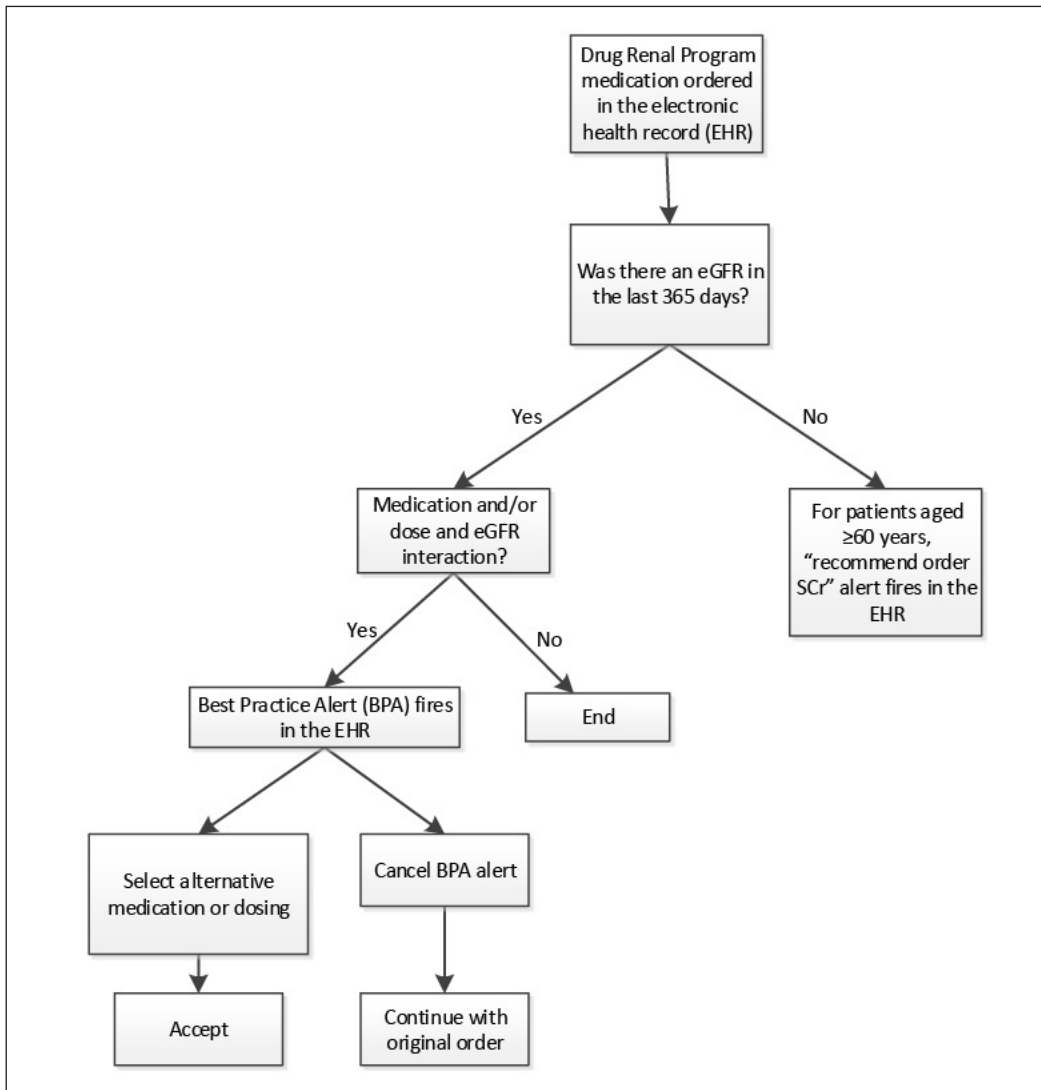 Drug Renal Program
medication ordered
in the electronic
health record (EHR)
Was there an eGFR in
the last 365 days?
Yes
No
Medication and/or
dose and eGFR
interaction?
For patients aged
≥60 years,
“recommend order
SCr” alert fires in the
EHR
Yes
No
Best Practice Alert (BPA) fires
in the EHR
End
Select alternative
medication or dosing
Cancel BPA alert
Accept
Continue with
original order